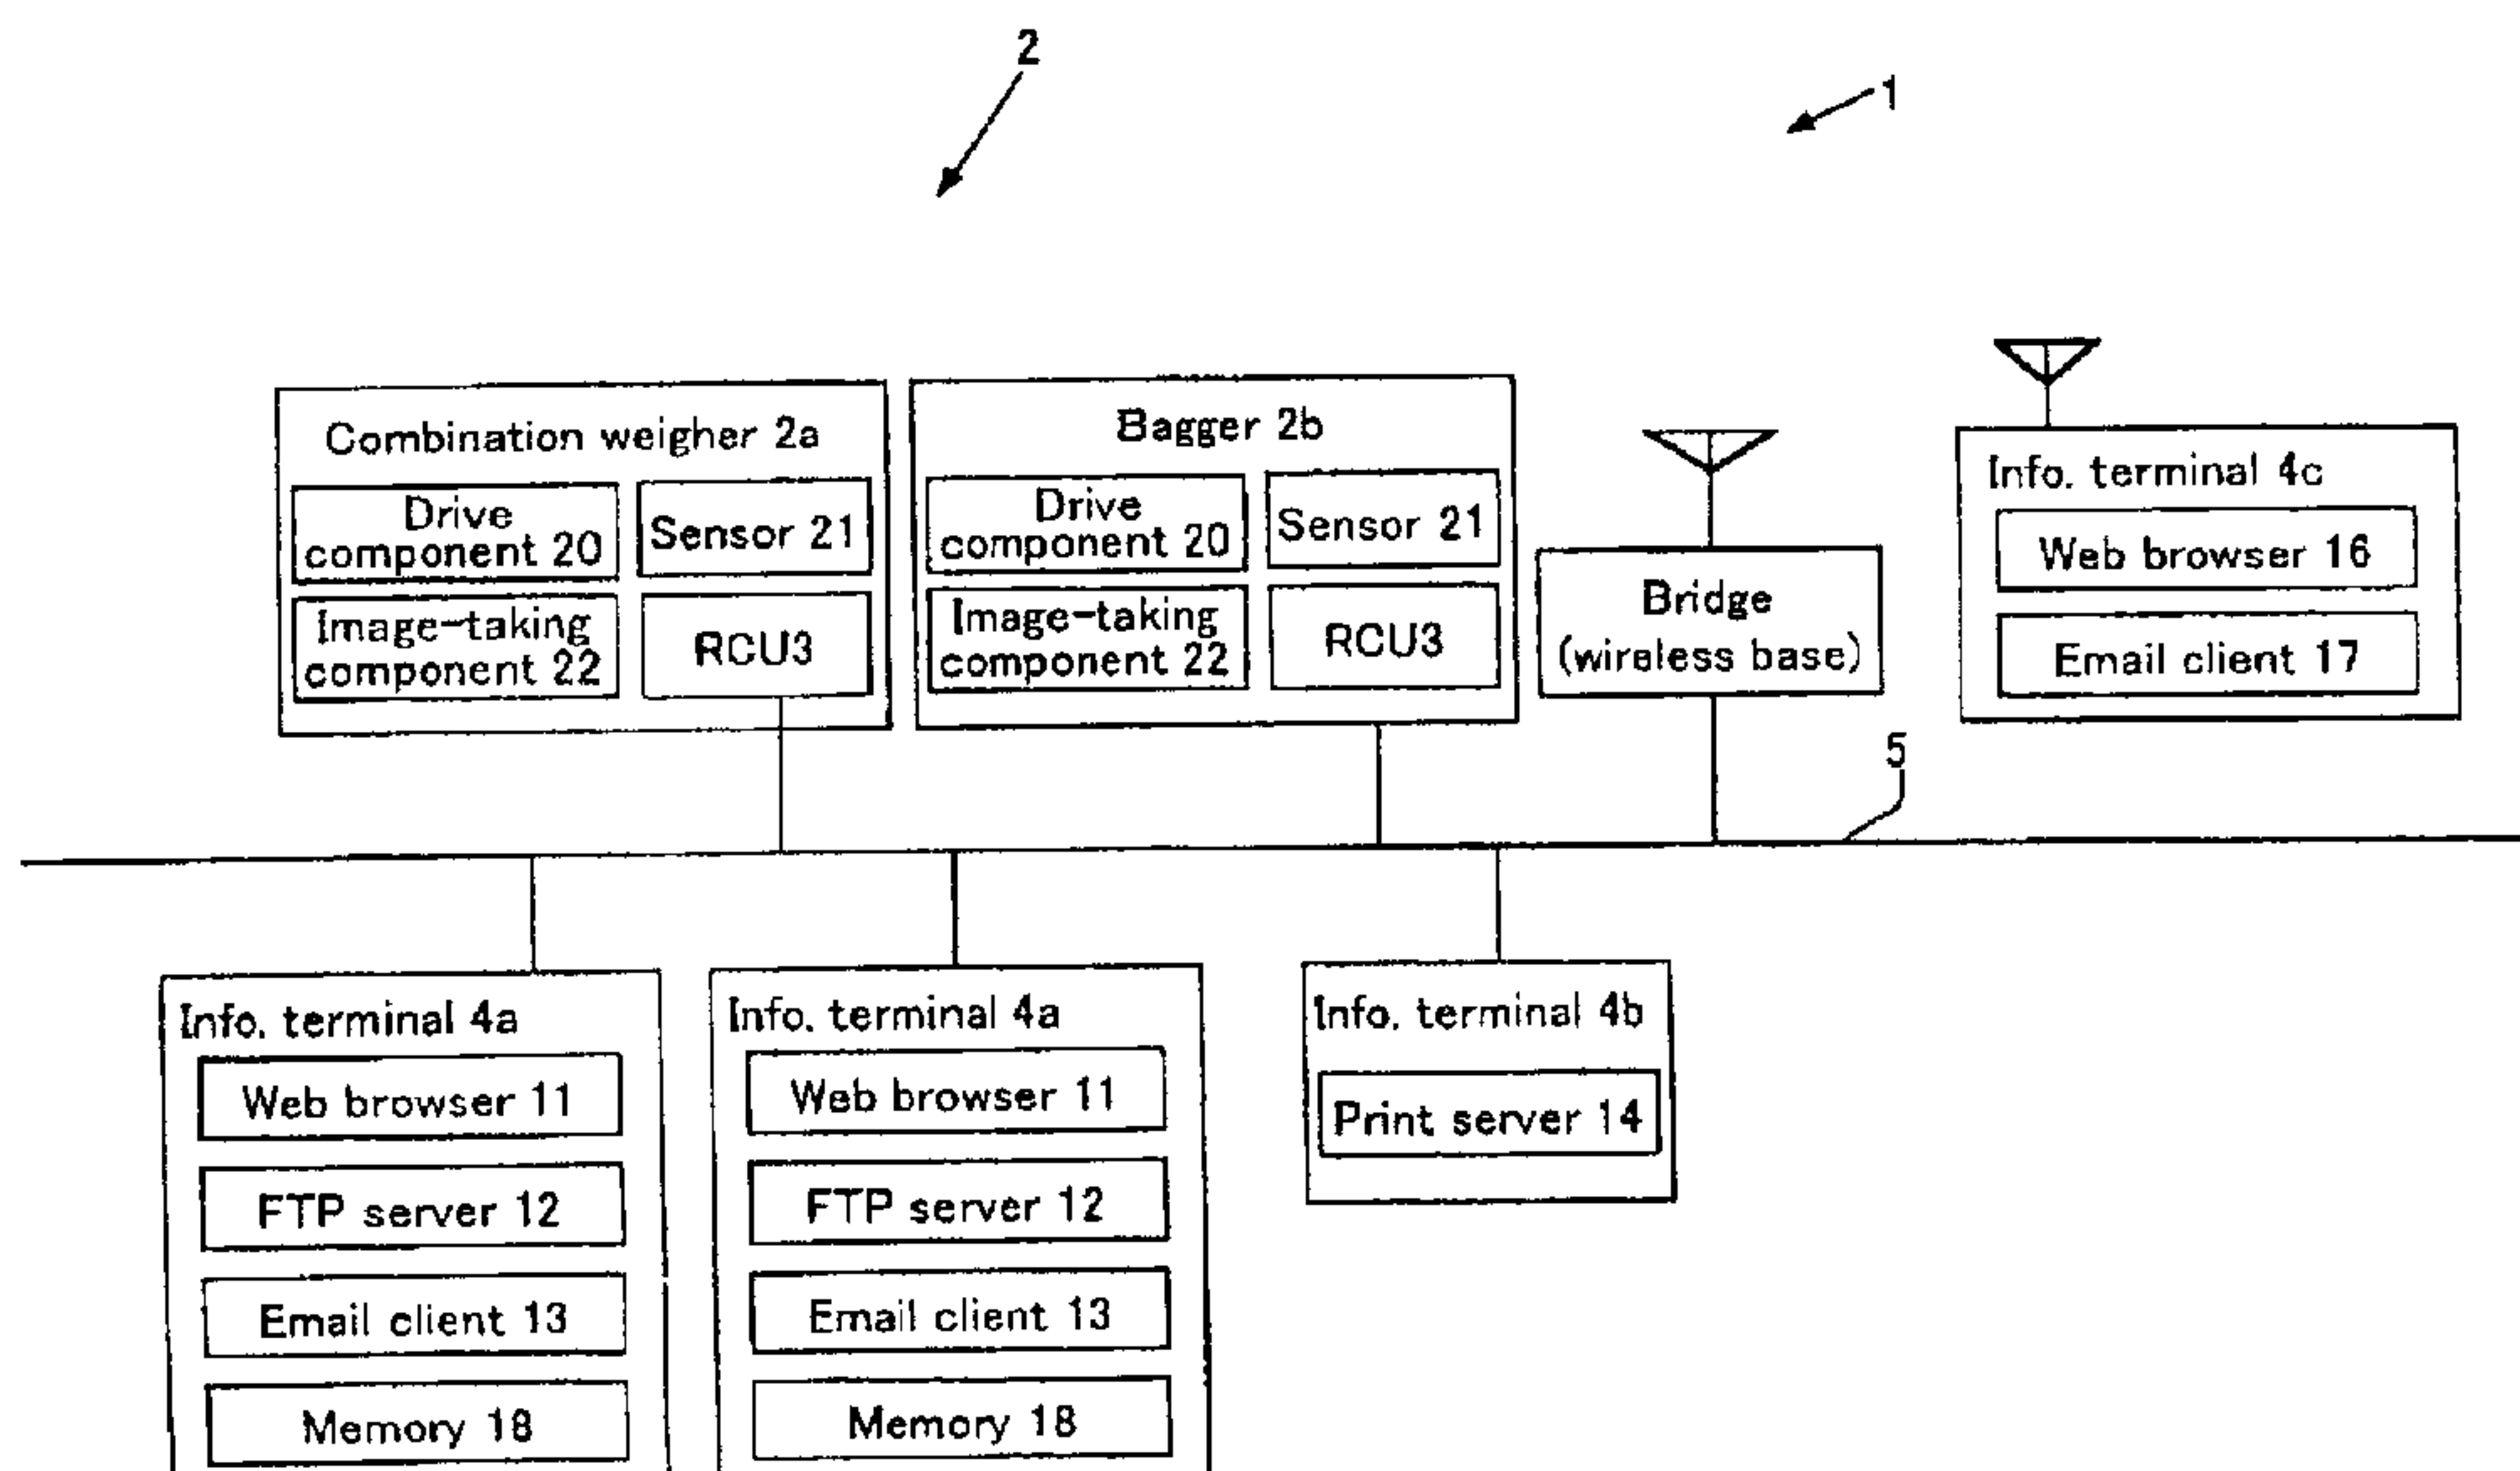 2
1
Combination weigher 2a
Drive
component 20
Sensor 21
Image-taking
component 22
RCU3
Bagger 2b
Drive
component 20
Sensor 21
Image-taking
component 22
RCU3
Bridge
(wireless base)
Info. terminal 4c
Web browser 16
Email client 17
5
Info. terminal 4a
Web browser 11
FTP server 12
Email client 13
Memory 18
Info. terminal 4a
Web browser 11
FTP server 12
Email client 13
Memory 18
Info. terminal 4b
Print server 14